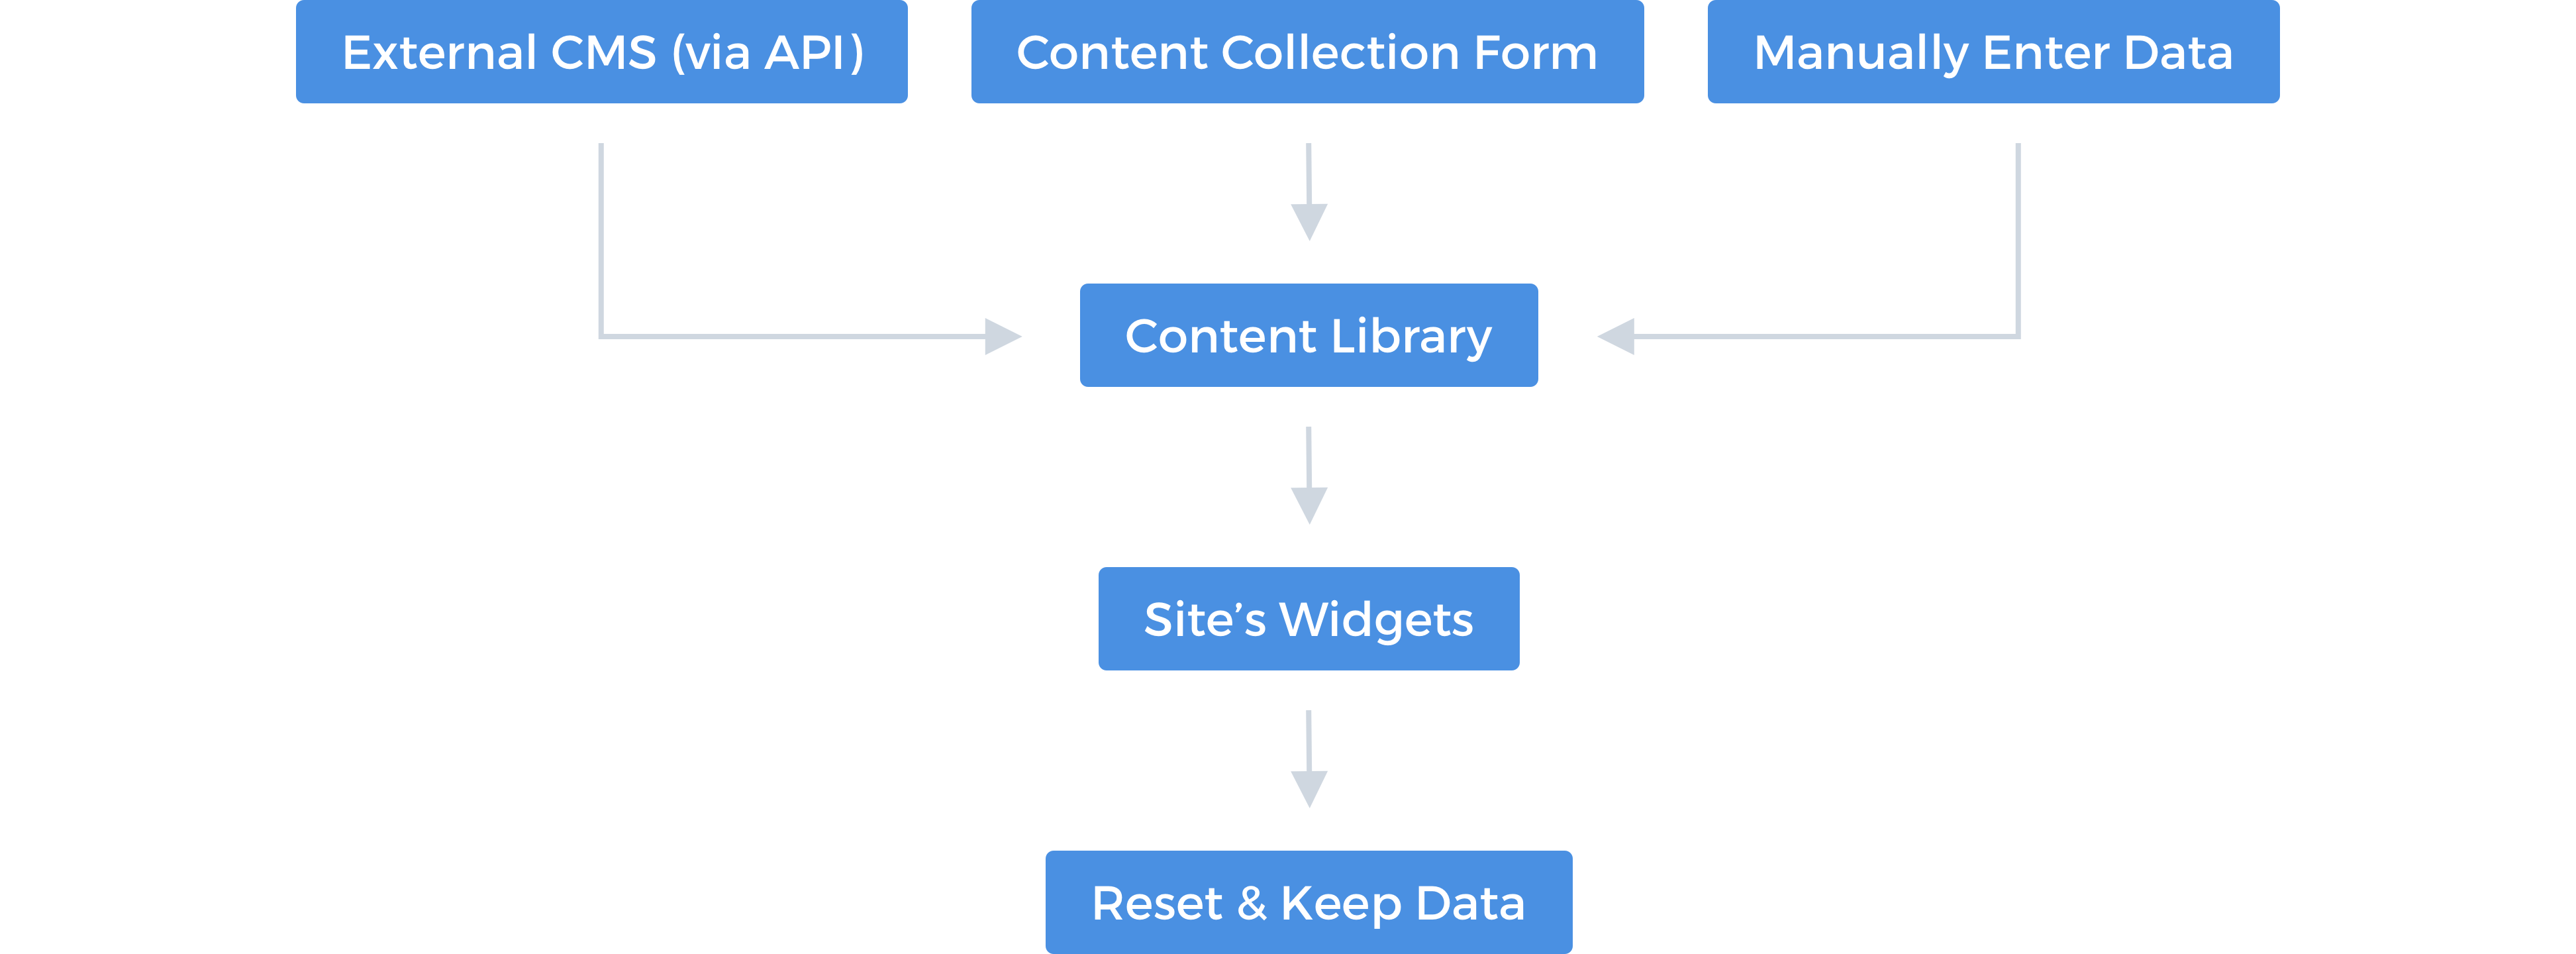 External CMS (via API)
Content Collection Form
Manually Enter Data
Content Library
Site’s Widgets
Reset & Keep Data